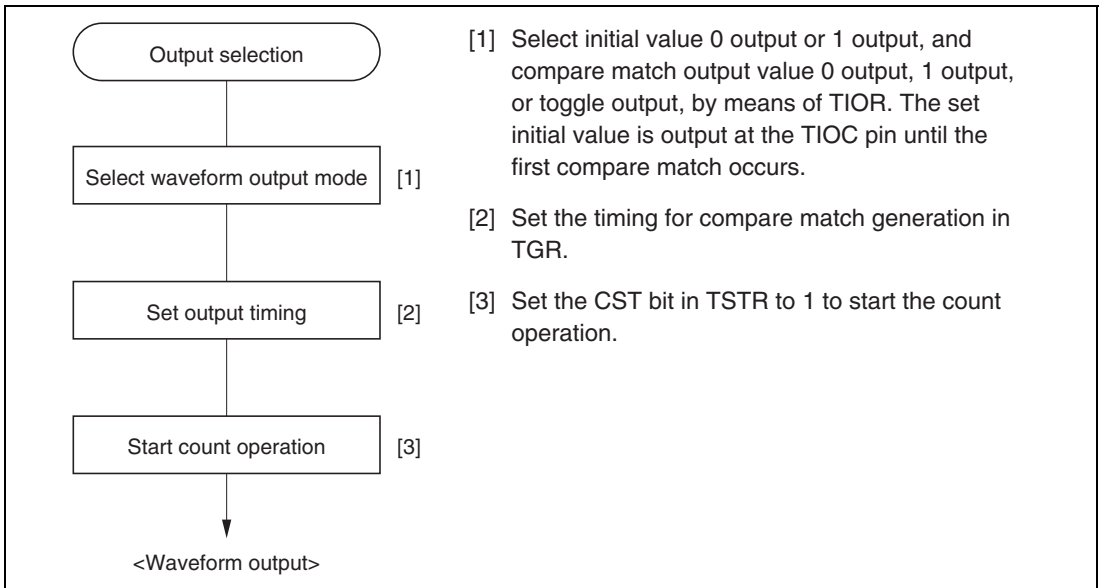 Output selection
Select waveform output mode [1]
Set output timing [2]
Start count operation [3]
<Waveform output>
[1] Select initial value 0 output or 1 output, and
compare match output value 0 output, 1 output,
or toggle output, by means of TIOR. The set
initial value is output at the TIOC pin until the
first compare match occurs.
[2] Set the timing for compare match generation in
TGR.
[3] Set the CST bit in TSTR to 1 to start the count
operation.